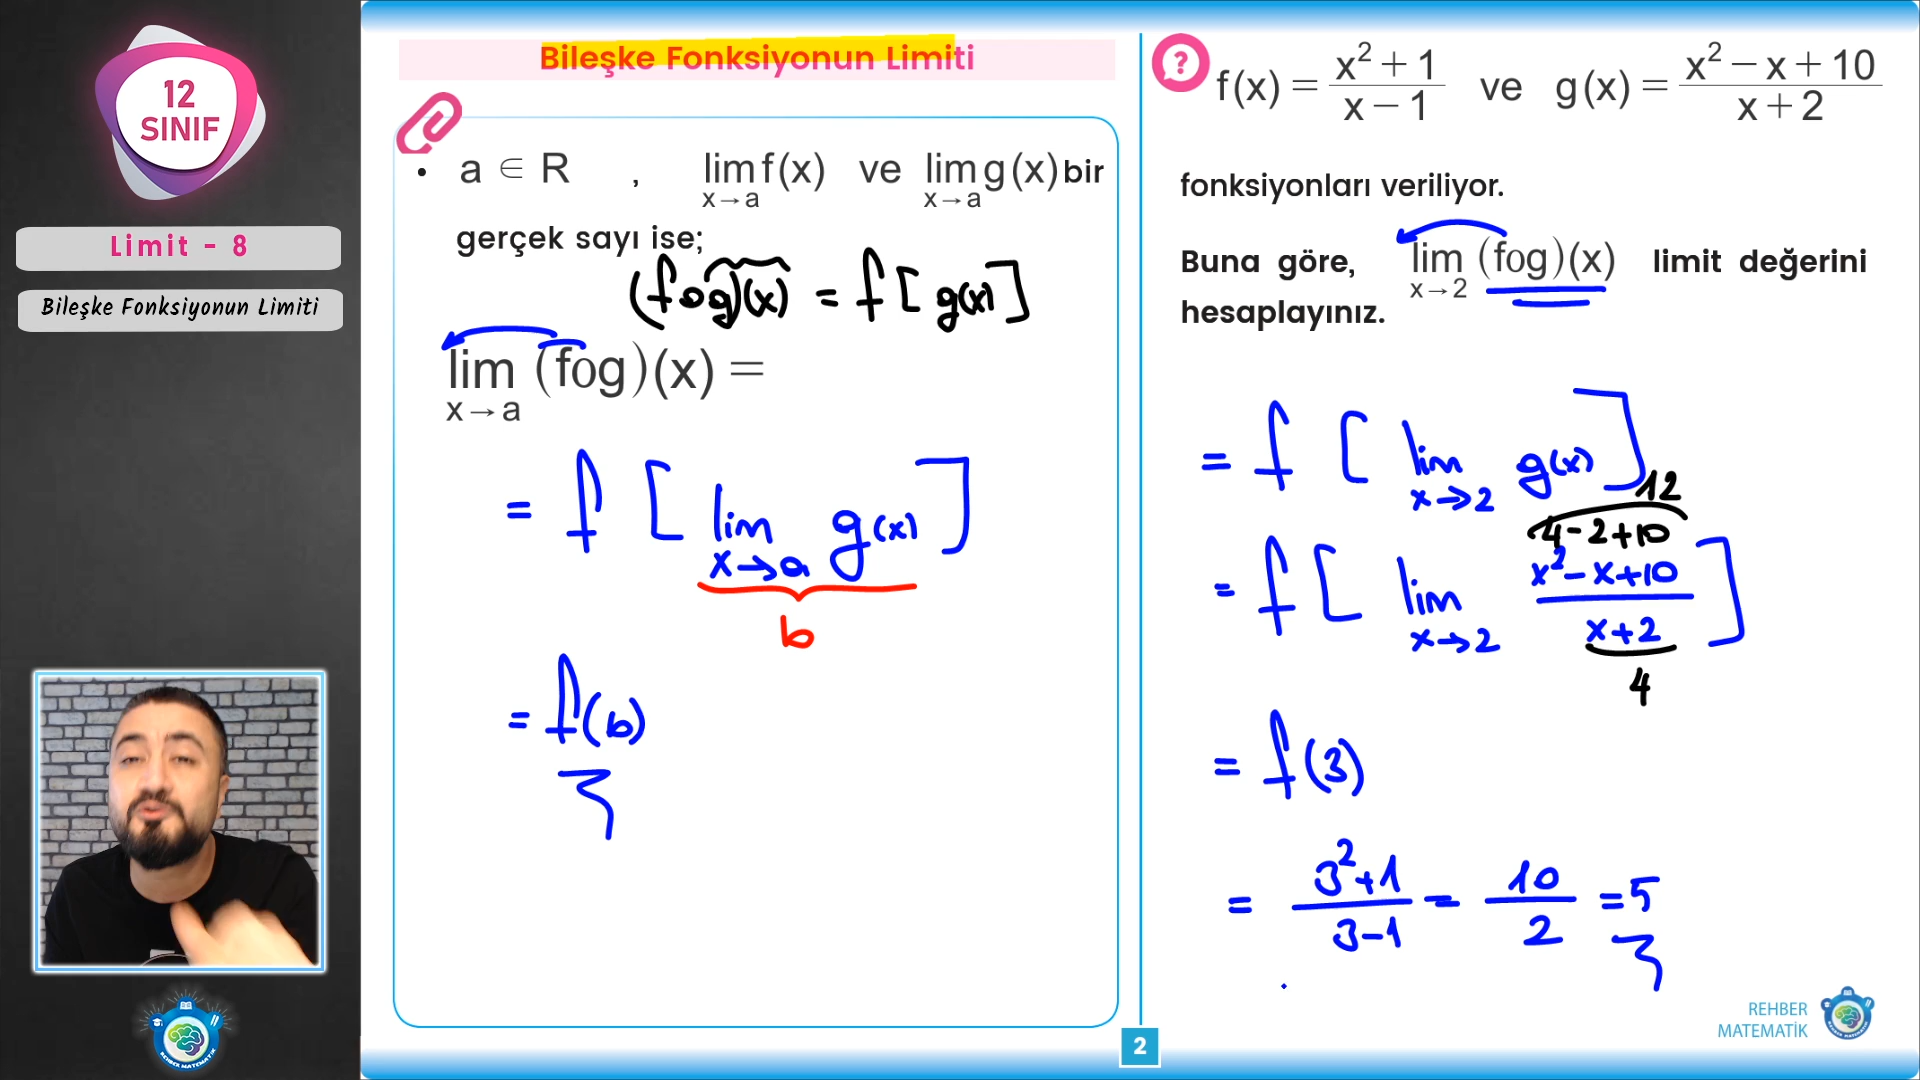 12
SINIF
Limit - 8
Bileşke Fonksiyonun Limiti
Bileşke Fonksiyonun Limiti
• a ∈ R , lim f(x) ve lim g(x) bir
x→a x→a
gerçek sayı ise;
(fog)(x) = f[g(x)]
lim (fog)(x) =
x→a
= f [ lim g(x) ]
x→a
b
= f(b)
? f(x) = x²+1 / x−1 ve g(x) = x²−x+10 / x+2
fonksiyonları veriliyor.
Buna göre, lim (fog)(x) limit değerini
x→2
hesaplayınız.
= f [ lim g(x) ]
x→2
12
4-2+10
= f [ lim x²-x+10 / x+2 ]
x→2
4
= f(3)
= 3²+1 / 3-1 = 10 / 2 = 5
2
REHBER
MATEMATİK
REHBER MATEMATİK